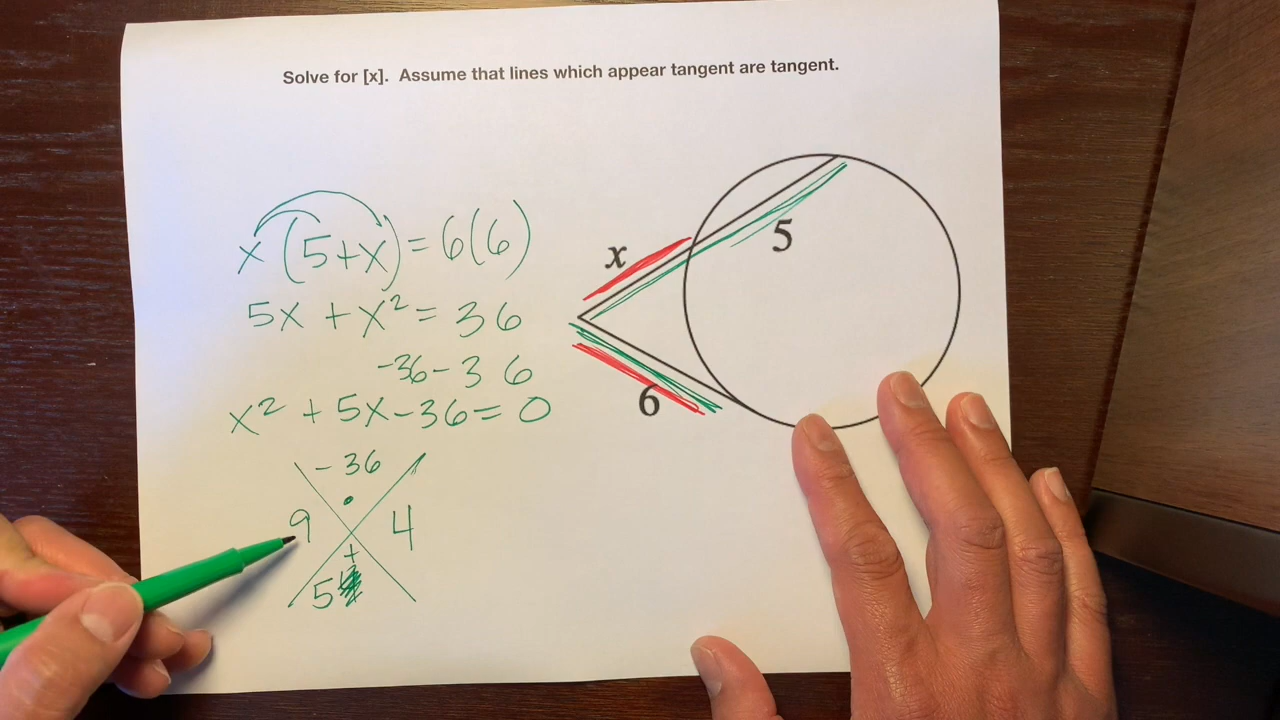 Solve for [x]. Assume that lines which appear tangent are tangent.
x(5+x)=6(6)
5x+x²=36
-36-36
x²+5x-36=0
-36
•
9
4
+
5
x
5
6